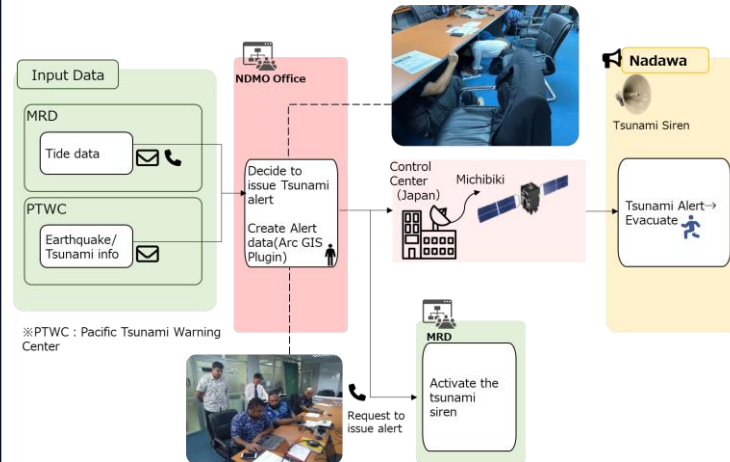 Input Data
MRD
Tide data
PTWC
Earthquake/
Tsunami info
※PTWC : Pacific Tsunami Warning
Center
NDMO Office
Decide to
issue Tsunami
alert
Create Alert
data(Arc GIS
Plugin)
Control
Center
(Japan)
Michibiki
Request to
issue alert
MRD
Activate the
tsunami
siren
Nadawa
Tsunami Siren
Tsunami Alert→
Evacuate